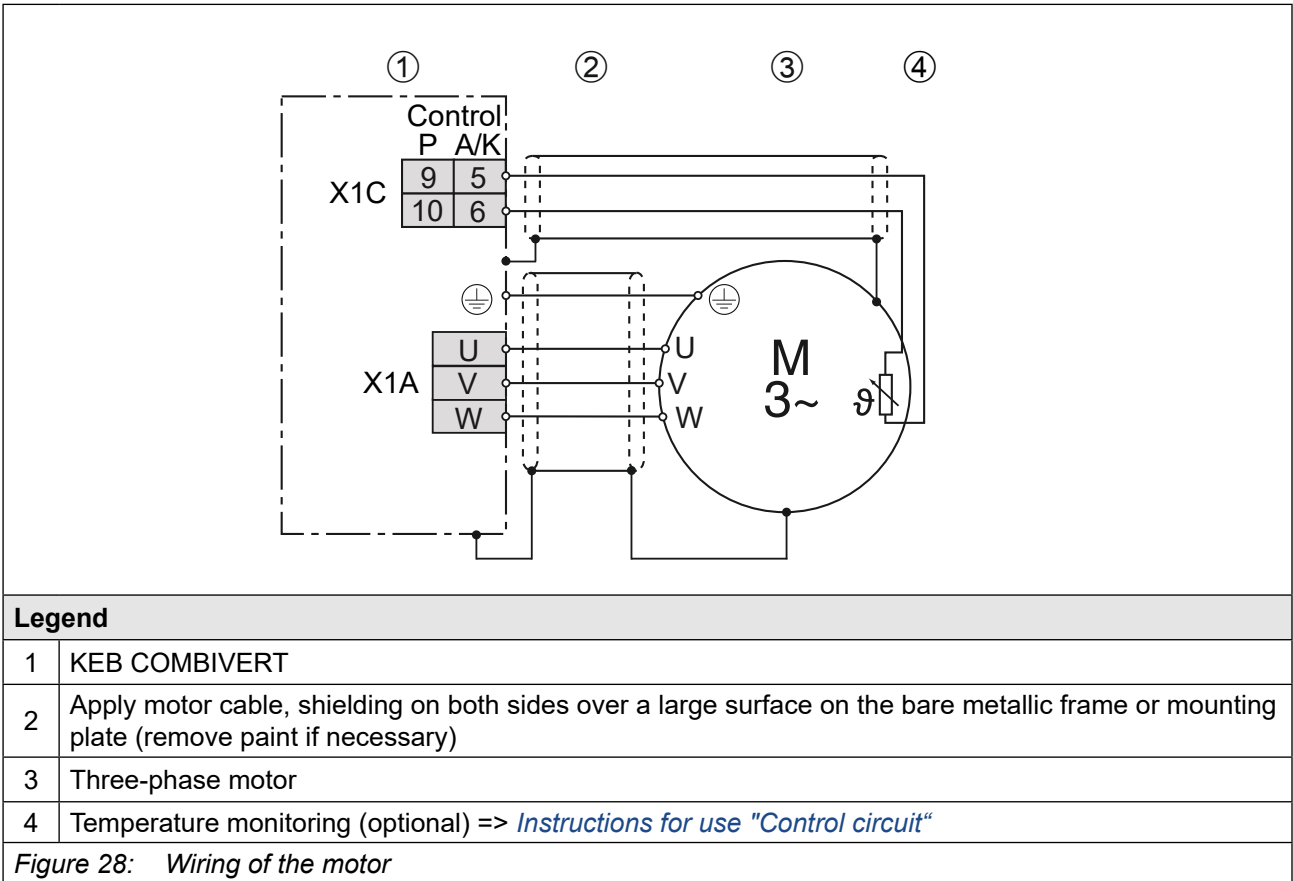 ① ② ③ ④
Control
P A/K
X1C 9 5
10 6
U U
X1A V V
W W
M
3~ ϑ
Legend
1 KEB COMBIVERT
2 Apply motor cable, shielding on both sides over a large surface on the bare metallic frame or mounting
plate (remove paint if necessary)
3 Three-phase motor
4 Temperature monitoring (optional) => Instructions for use "Control circuit“
Figure 28: Wiring of the motor